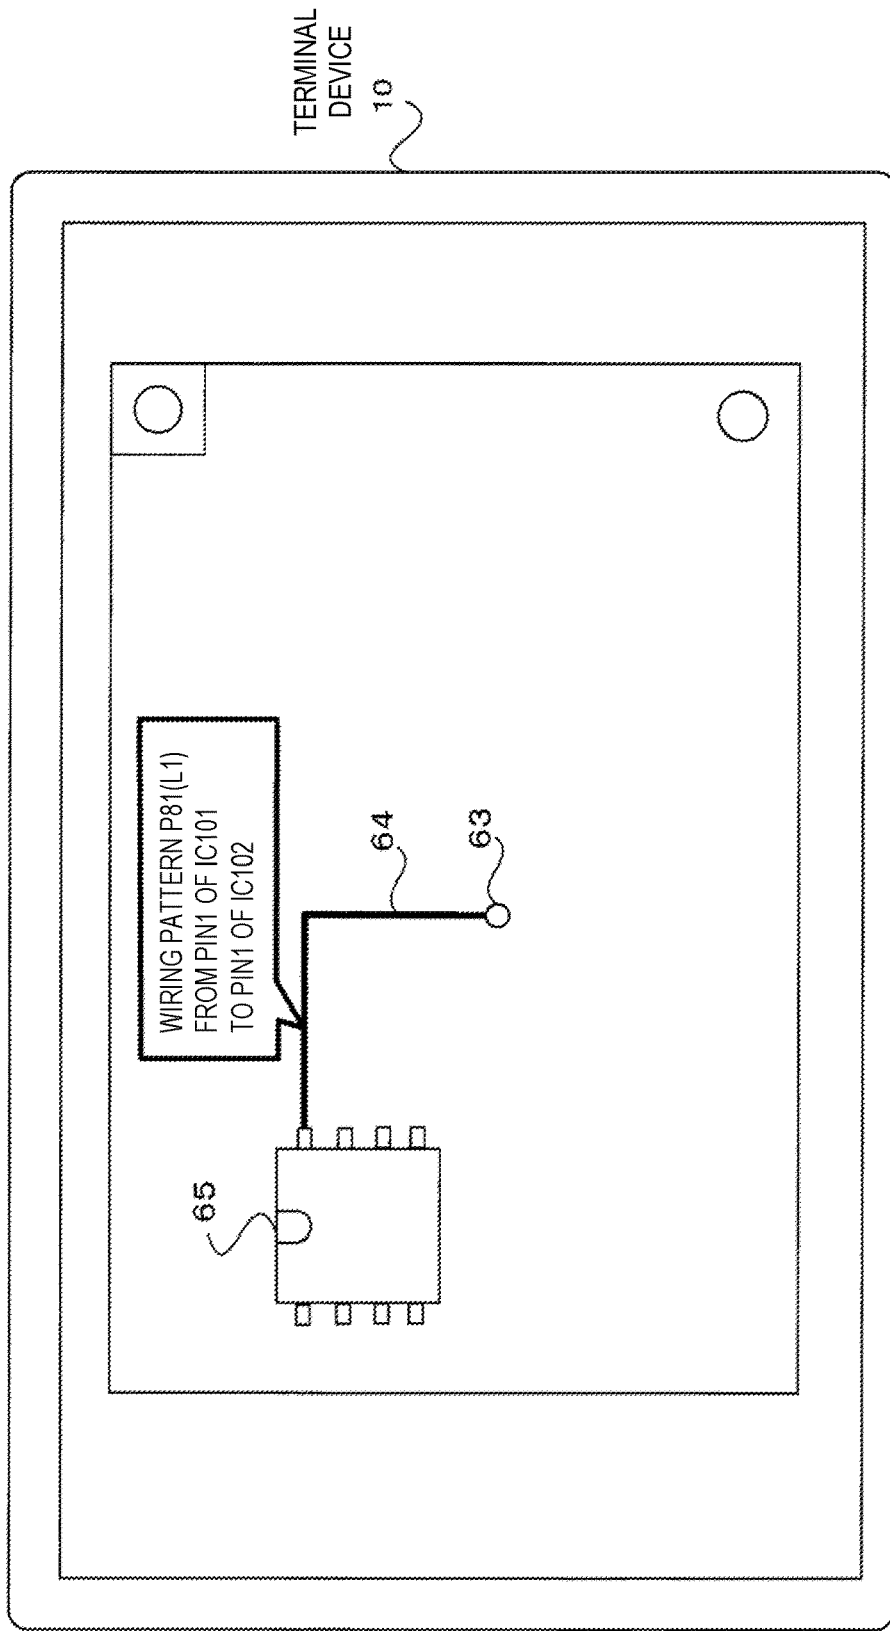 TERMINAL
DEVICE
10
WIRING PATTERN P81(L1)
FROM PIN1 OF IC101
TO PIN1 OF IC102
64
63
65